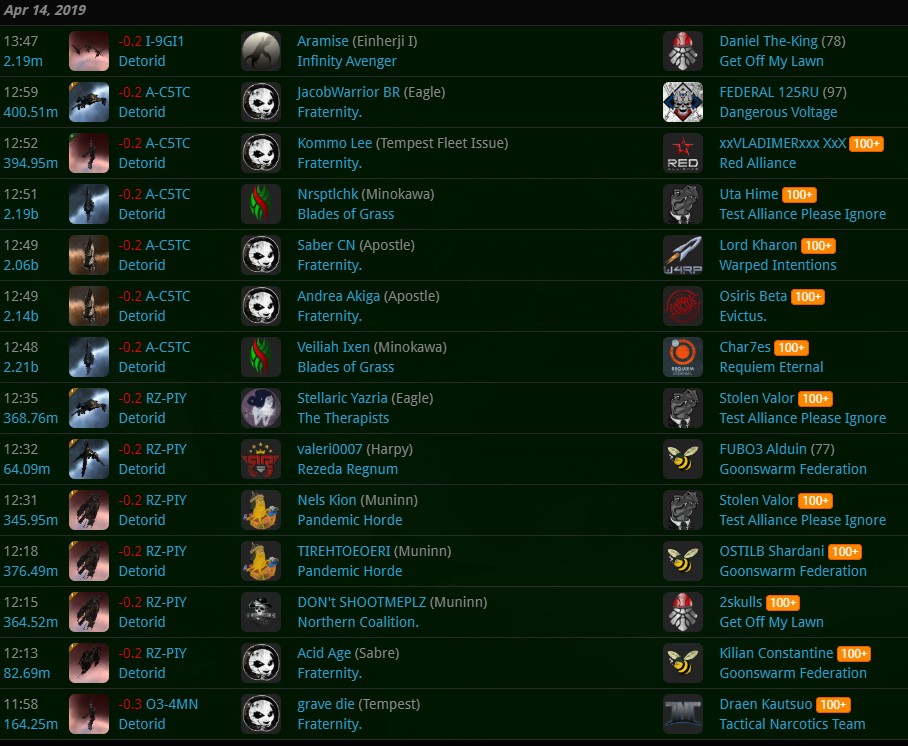 Apr 14, 2019
13:47 -0.2 I-9GI1 Aramise (Einherji I) Daniel The-King (78)
2.19m Detorid Infinity Avenger Get Off My Lawn
12:59 -0.2 A-C5TC JacobWarrior BR (Eagle) FEDERAL 125RU (97)
400.51m Detorid Fraternity. Dangerous Voltage
12:52 -0.2 A-C5TC Kommo Lee (Tempest Fleet Issue) xxVLADIMERxxx XxX 100+
394.95m Detorid Fraternity. RED Red Alliance
12:51 -0.2 A-C5TC Nrsptlchk (Minokawa) Uta Hime 100+
2.19b Detorid Blades of Grass Test Alliance Please Ignore
12:49 -0.2 A-C5TC Saber CN (Apostle) Lord Kharon 100+
2.06b Detorid Fraternity. W4RP Warped Intentions
12:49 -0.2 A-C5TC Andrea Akiga (Apostle) Osiris Beta 100+
2.14b Detorid Fraternity. Evictus.
12:48 -0.2 A-C5TC Veiliah Ixen (Minokawa) Char7es 100+
2.21b Detorid Blades of Grass REQUIEM ETERNAL Requiem Eternal
12:35 -0.2 RZ-PIY Stellaric Yazria (Eagle) Stolen Valor 100+
368.76m Detorid The Therapists Test Alliance Please Ignore
12:32 -0.2 RZ-PIY valeri0007 (Harpy) FUBO3 Alduin (77)
64.09m Detorid Rezeda Regnum Goonswarm Federation
12:31 -0.2 RZ-PIY Nels Kion (Muninn) Stolen Valor 100+
345.95m Detorid Pandemic Horde Test Alliance Please Ignore
12:18 -0.2 RZ-PIY TIREHTOEOERI (Muninn) OSTILB Shardani 100+
376.49m Detorid Pandemic Horde Goonswarm Federation
12:15 -0.2 RZ-PIY DON't SHOOTMEPLZ (Muninn) 2skulls 100+
364.52m Detorid Northern Coalition. Get Off My Lawn
12:13 -0.2 RZ-PIY Acid Age (Sabre) Kilian Constantine 100+
82.69m Detorid Fraternity. Goonswarm Federation
11:58 -0.3 O3-4MN grave die (Tempest) TNT Draen Kautsuo 100+
164.25m Detorid Fraternity. Tactical Narcotics Team